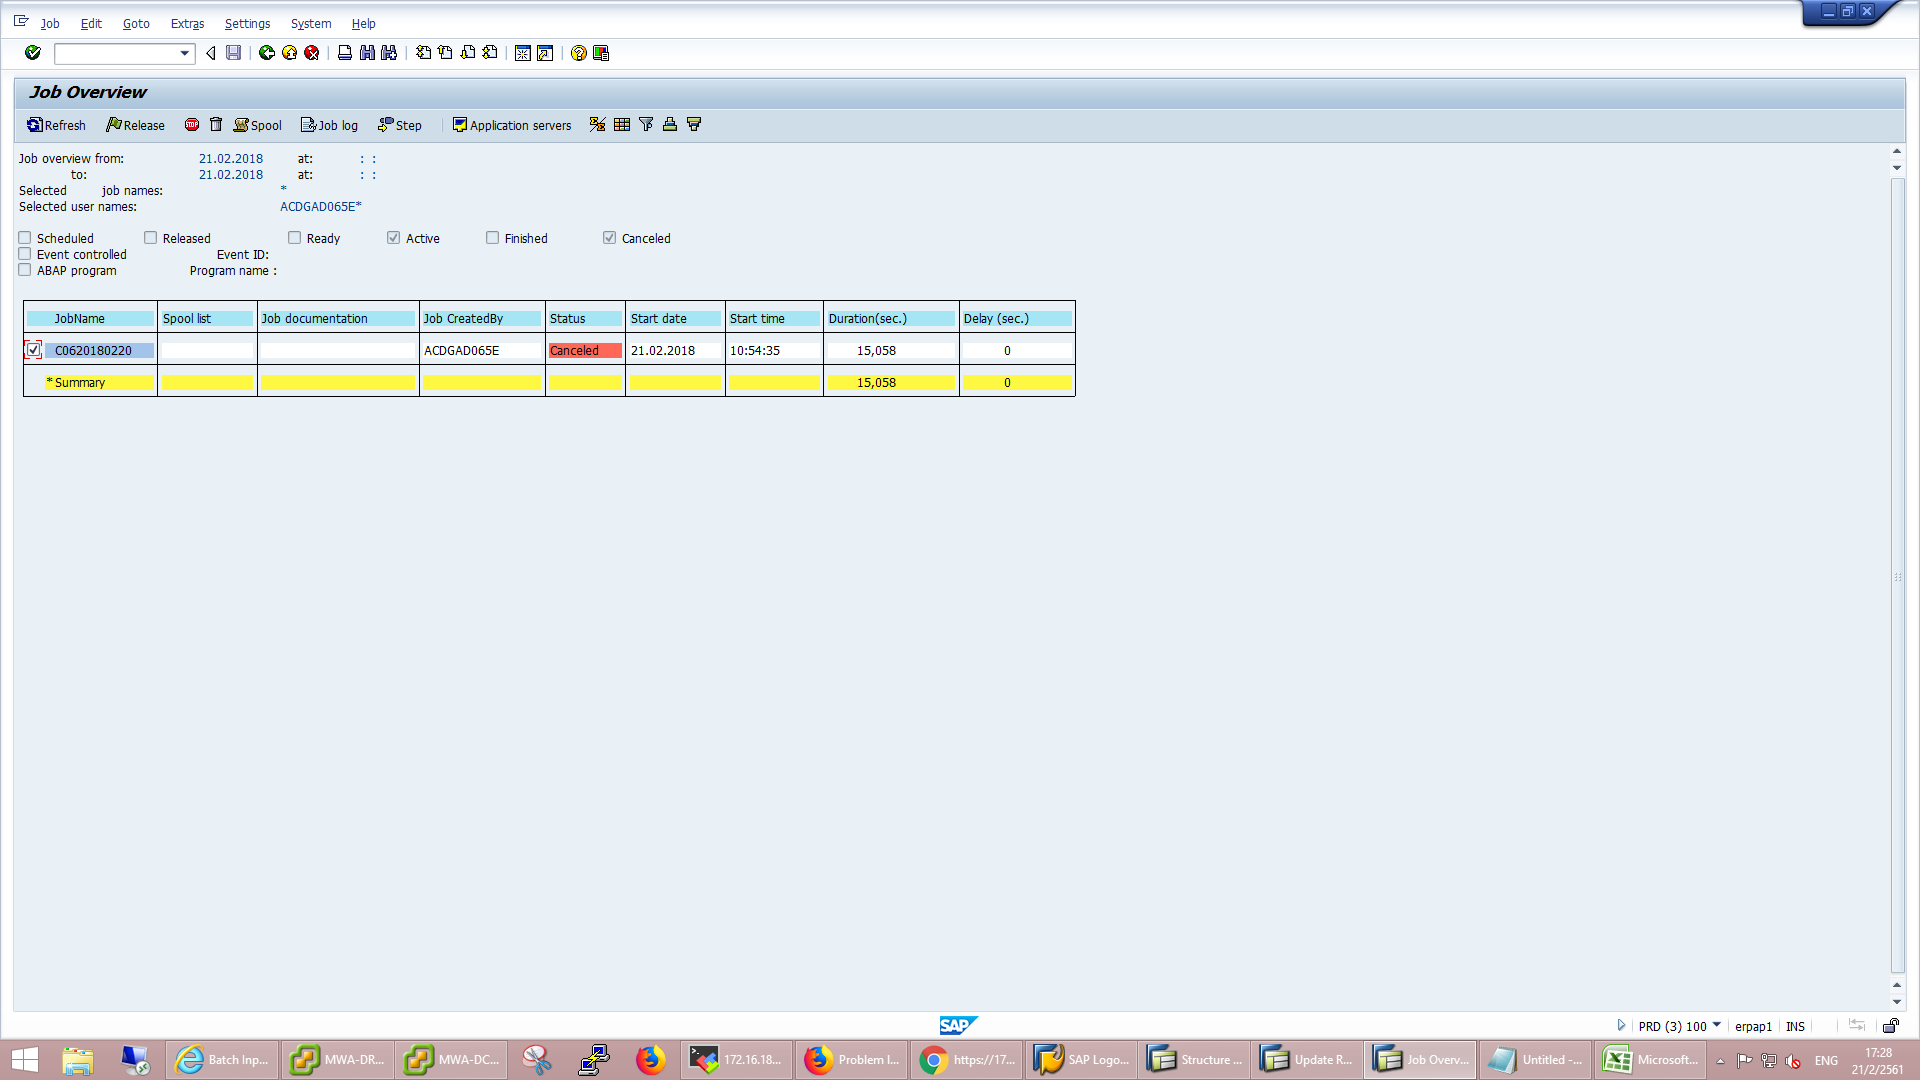 Job Edit Goto Extras Settings System Help
Job Overview
Refresh Release STOP Spool Job log Step Application servers
Job overview from: 21.02.2018 at: : :
to: 21.02.2018 at: : :
Selected job names: *
Selected user names: ACDGAD065E*
Scheduled Released Ready Active Finished Canceled
Event controlled Event ID:
ABAP program Program name :
JobName Spool list Job documentation Job CreatedBy Status Start date Start time Duration(sec.) Delay (sec.)
C0620180220 ACDGAD065E Canceled 21.02.2018 10:54:35 15,058 0
* Summary 15,058 0
SAP PRD (3) 100 erpap1 INS
Batch Inp... MWA-DR... MWA-DC... 172.16.18... Problem I... https://17... SAP Logo... Structure ... Update R... Job Overv... Untitled -... Microsoft... ENG 17:28
21/2/2561